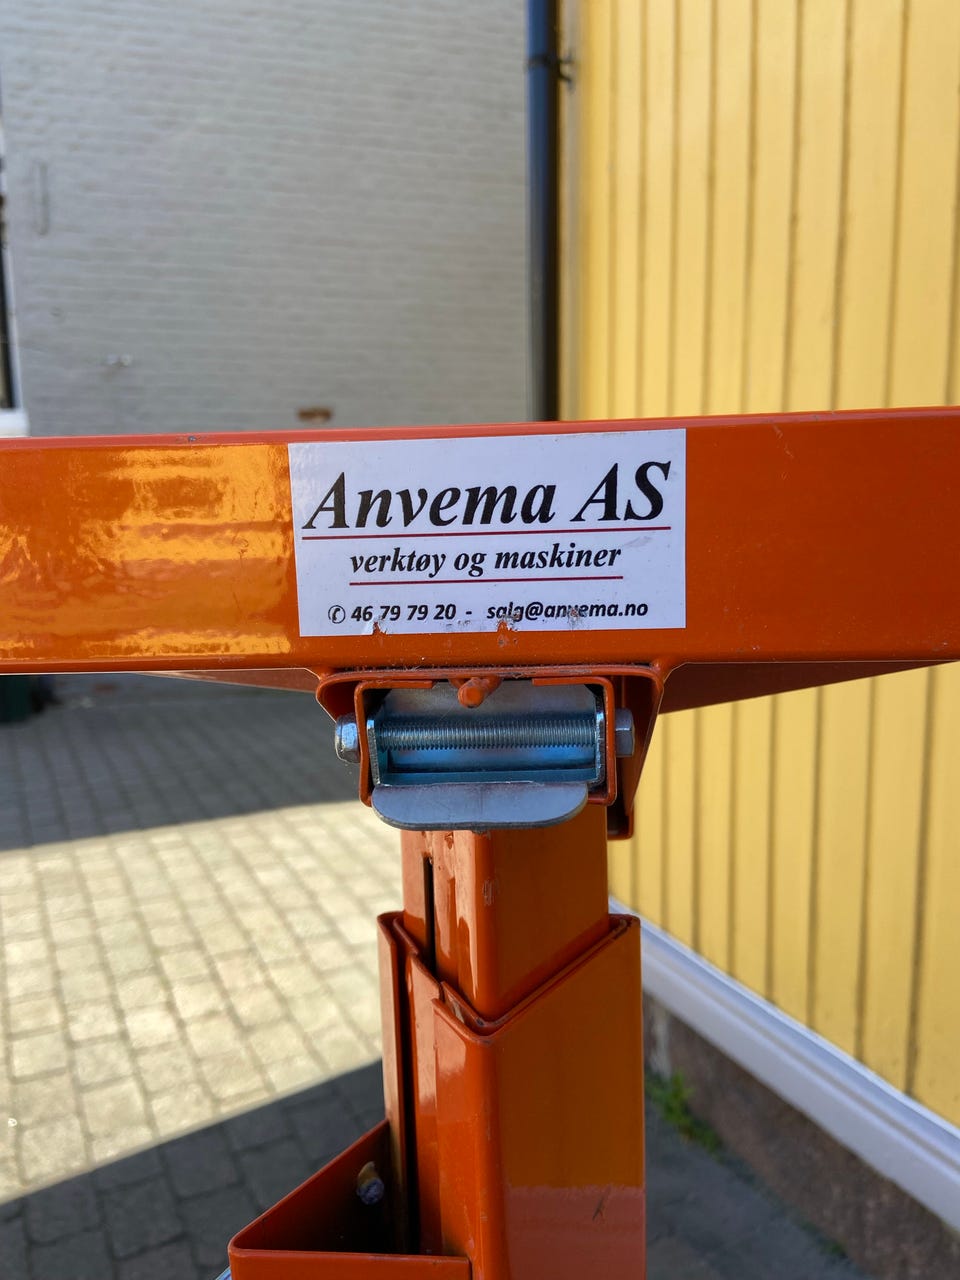 Anvema AS
verktøy og maskiner
✆ 46 79 79 20 - salg@anvema.no